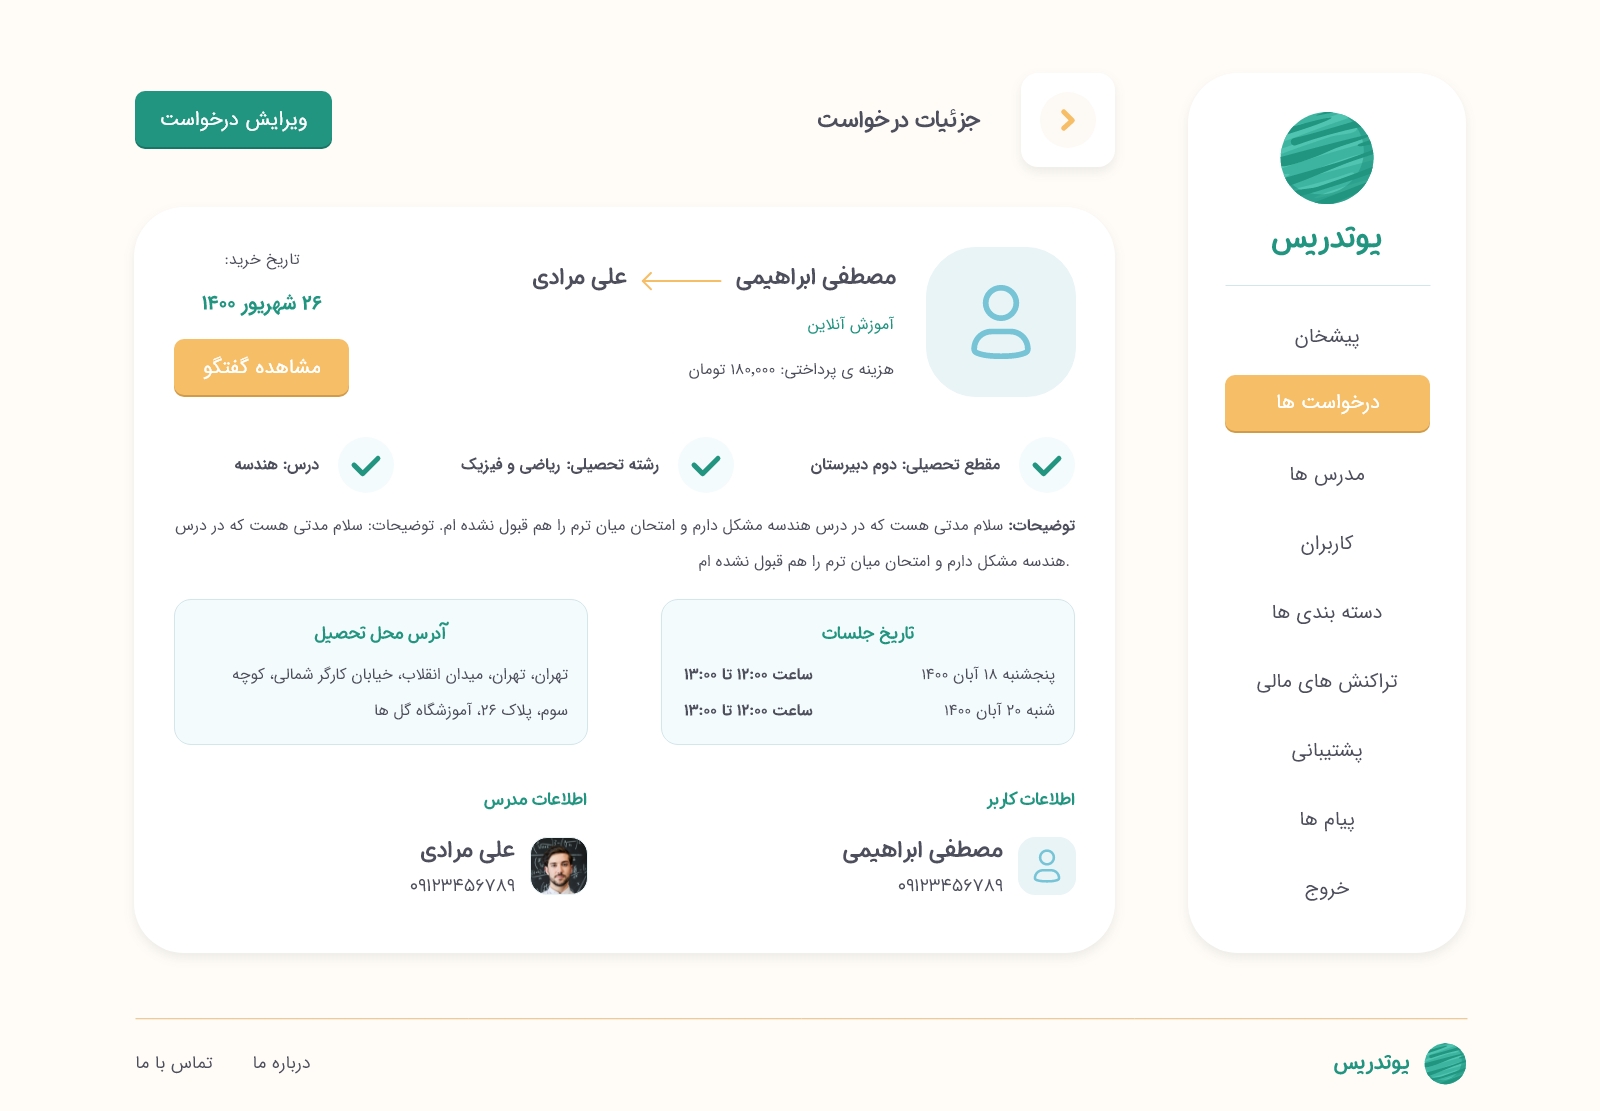 یوتدریس
پیشخان
درخواست ها
مدرس ها
کاربران
دسته بندی ها
تراکنش های مالی
پشتیبانی
پیام ها
خروج
جزئیات درخواست
ویرایش درخواست
مصطفی ابراهیمی
علی مرادی
آموزش آنلاین
هزینه ی پرداختی: ۱۸۰,۰۰۰ تومان
تاریخ خرید:
۲۶ شهریور ۱۴۰۰
مشاهده گفتگو
مقطع تحصیلی: دوم دبیرستان
رشته تحصیلی: ریاضی و فیزیک
درس: هندسه
توضیحات: سلام مدتی هست که در درس هندسه مشکل دارم و امتحان میان ترم را هم قبول نشده ام. توضیحات: سلام مدتی هست که در درس
.هندسه مشکل دارم و امتحان میان ترم را هم قبول نشده ام
تاریخ جلسات
پنجشنبه ۱۸ آبان ۱۴۰۰ ساعت ۱۲:۰۰ تا ۱۳:۰۰
شنبه ۲۰ آبان ۱۴۰۰ ساعت ۱۲:۰۰ تا ۱۳:۰۰
آدرس محل تحصیل
تهران، تهران، میدان انقلاب، خیابان کارگر شمالی، کوچه
سوم، پلاک ۲۶، آموزشگاه گل ها
اطلاعات کاربر
مصطفی ابراهیمی
۰۹۱۲۳۴۵۶۷۸۹
اطلاعات مدرس
علی مرادی
۰۹۱۲۳۴۵۶۷۸۹
یوتدریس
درباره ما
تماس با ما